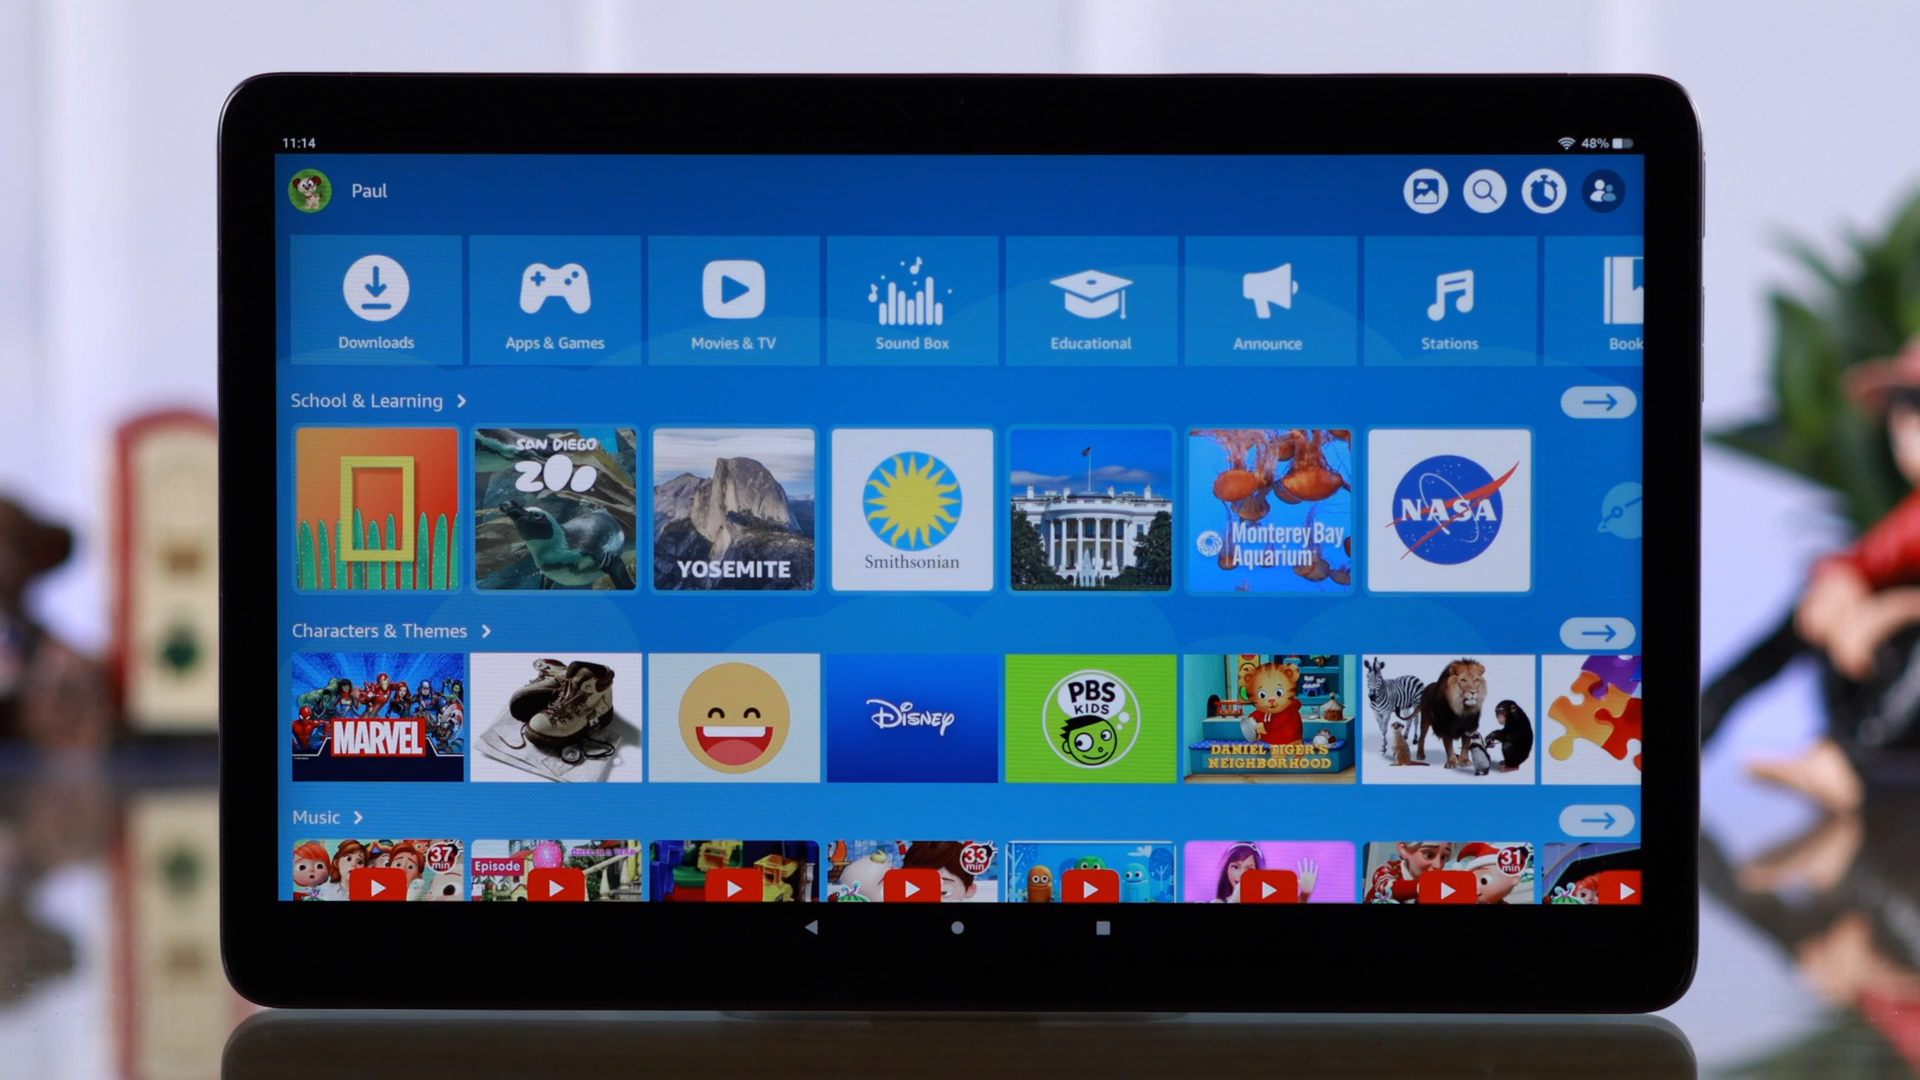 11:14
48%
Paul
Downloads
Apps & Games
Movies & TV
Sound Box
Educational
Announce
Stations
Book
School & Learning
SAN DIEGO
ZOO
YOSEMITE
Smithsonian
Monterey Bay
Aquarium
NASA
Characters & Themes
MARVEL
Disney
PBS
KIDS
DANIEL TIGER'S
NEIGHBORHOOD
Music
37
min
Episode
33
min
31
min